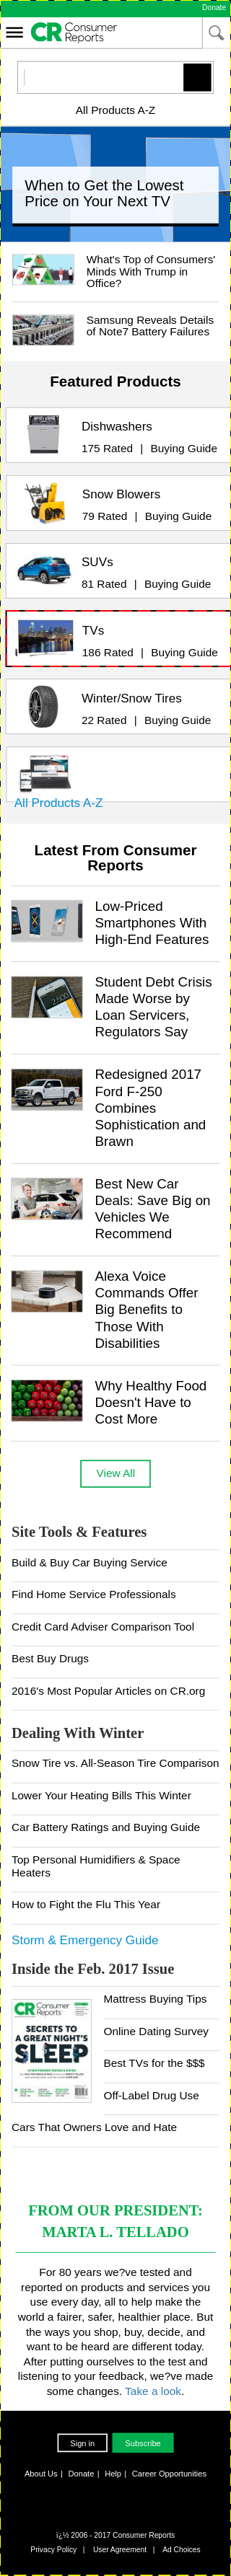 Donate
CR Consumer
Reports
All Products A-Z
When to Get the Lowest
Price on Your Next TV
What's Top of Consumers'
Minds With Trump in
Office?
Samsung Reveals Details
of Note7 Battery Failures
Featured Products
Dishwashers
175 Rated | Buying Guide
Snow Blowers
79 Rated | Buying Guide
SUVs
81 Rated | Buying Guide
TVs
186 Rated | Buying Guide
Winter/Snow Tires
22 Rated | Buying Guide
All Products A-Z
Latest From Consumer
Reports
Low-Priced
Smartphones With
High-End Features
Student Debt Crisis
Made Worse by
Loan Servicers,
Regulators Say
Redesigned 2017
Ford F-250
Combines
Sophistication and
Brawn
Best New Car
Deals: Save Big on
Vehicles We
Recommend
Alexa Voice
Commands Offer
Big Benefits to
Those With
Disabilities
Why Healthy Food
Doesn't Have to
Cost More
View All
Site Tools & Features
Build & Buy Car Buying Service
Find Home Service Professionals
Credit Card Adviser Comparison Tool
Best Buy Drugs
2016's Most Popular Articles on CR.org
Dealing With Winter
Snow Tire vs. All-Season Tire Comparison
Lower Your Heating Bills This Winter
Car Battery Ratings and Buying Guide
Top Personal Humidifiers & Space
Heaters
How to Fight the Flu This Year
Storm & Emergency Guide
Inside the Feb. 2017 Issue
CR Consumer
Reports
SECRETS TO
A GREAT NIGHT'S
SLEEP
Mattress Buying Tips
Online Dating Survey
Best TVs for the $$$
Off-Label Drug Use
Cars That Owners Love and Hate
FROM OUR PRESIDENT:
MARTA L. TELLADO
For 80 years we?ve tested and
reported on products and services you
use every day, all to help make the
world a fairer, safer, healthier place. But
the ways you shop, buy, decide, and
want to be heard are different today.
After putting ourselves to the test and
listening to your feedback, we?ve made
some changes. Take a look.
Sign in
Subscribe
About Us | Donate | Help | Career Opportunities
ï¿½ 2006 - 2017 Consumer Reports
Privacy Policy | User Agreement | Ad Choices